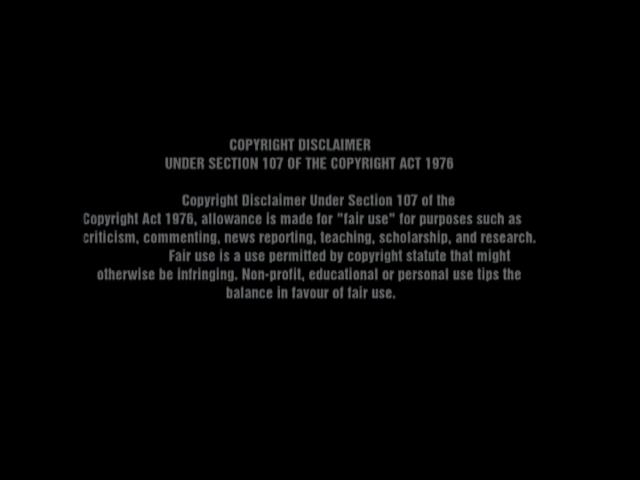 COPYRIGHT DISCLAIMER
UNDER SECTION 107 OF THE COPYRIGHT ACT 1976
Copyright Disclaimer Under Section 107 of the
Copyright Act 1976, allowance is made for "fair use" for purposes such as
criticism, commenting, news reporting, teaching, scholarship, and research.
Fair use is a use permitted by copyright statute that might
otherwise be infringing. Non-profit, educational or personal use tips the
balance in favour of fair use.